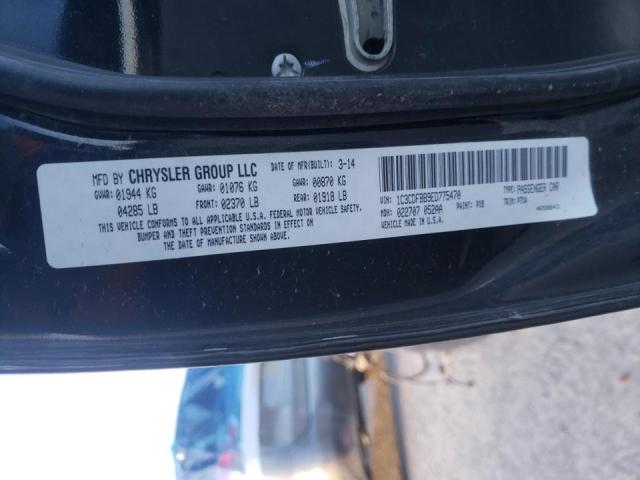 MFD BY CHRYSLER GROUP LLC DATE OF MFR(BUILT): 3-14
GVWR: 01944 KG GAWR: 01076 KG GAWR: 00870 KG
04285 LB FRONT: 02370 LB REAR: 01918 LB
THIS VEHICLE CONFORMS TO ALL APPLICABLE U.S.A. FEDERAL MOTOR VEHICLE SAFETY,
BUMPER AND THEFT PREVENTION STANDARDS IN EFFECT ON
THE DATE OF MANUFACTURE SHOWN ABOVE.
VIN: 1C3CDFBB9ED775470 TYPE: PASSENGER CAR
MDH: 022707 052AA PAINT: PXB TRIM:
VEHICLE MADE IN U.S.A.